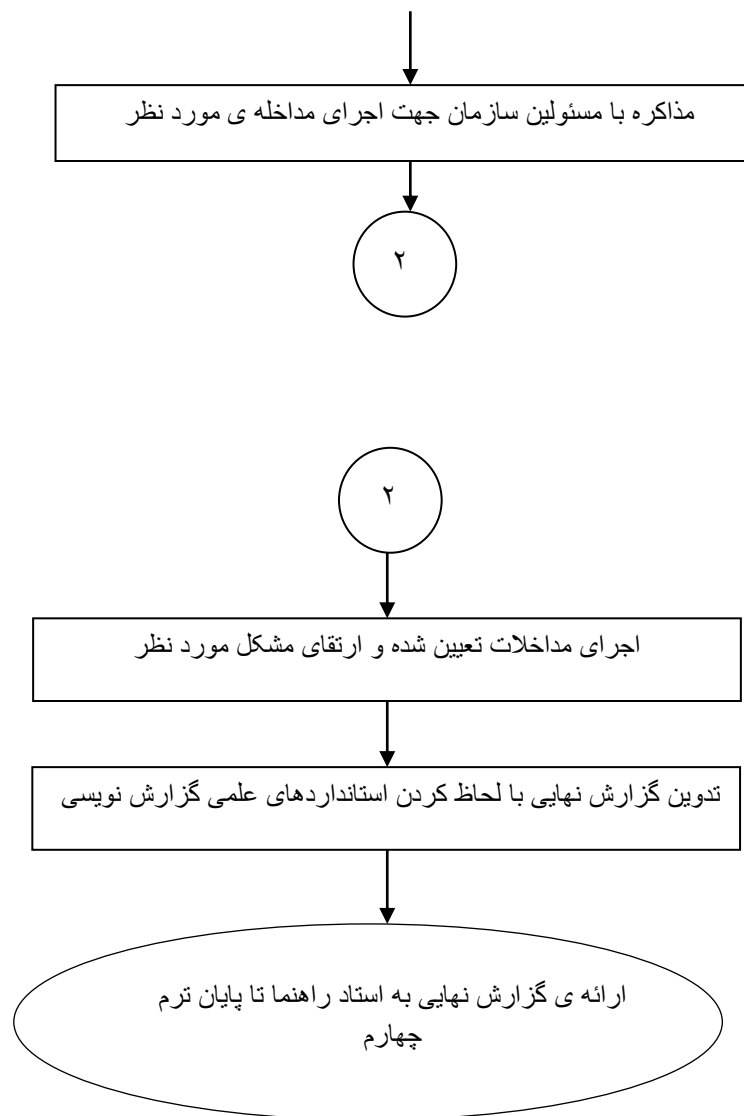 مذاکره با مسئولین سازمان جهت اجرای مداخله ی مورد نظر
۲
۲
اجرای مداخلات تعیین شده و ارتقای مشکل مورد نظر
تدوین گزارش نهایی با لحاظ کردن استانداردهای علمی گزارش نویسی
ارائه ی گزارش نهایی به استاد راهنما تا پایان ترم
چهارم